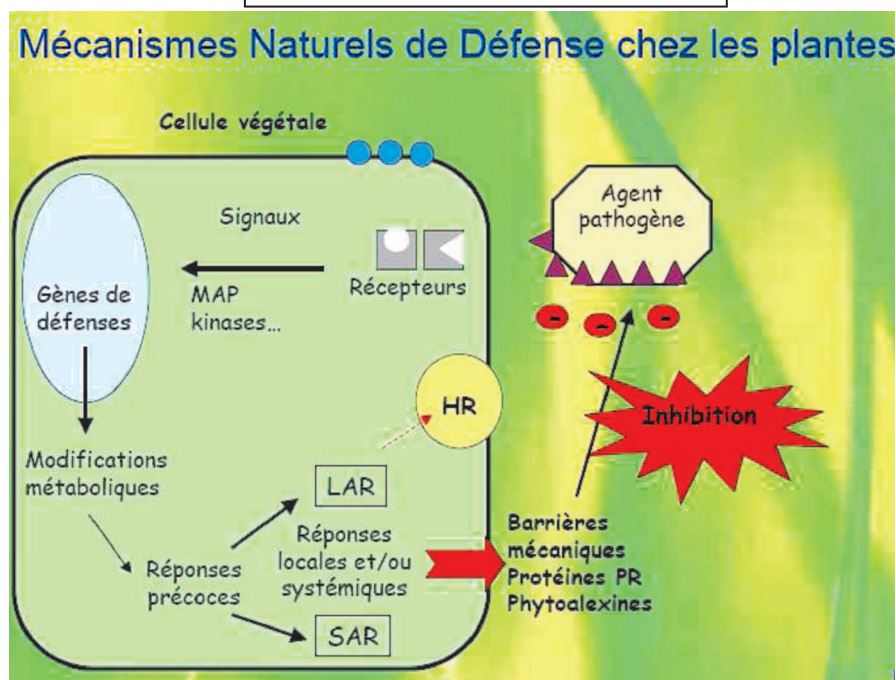 Mécanismes Naturels de Défense chez les plantes
Cellule végétale
Signaux
Récepteurs
MAP
kinases...
Gènes de
défenses
Agent
pathogène
HR
Inhibition
Modifications
métaboliques
LAR
Réponses
précoces
Réponses
locales et/ou
systémiques
SAR
Barrières
mécaniques
Protéines PR
Phytoalexines
- - -